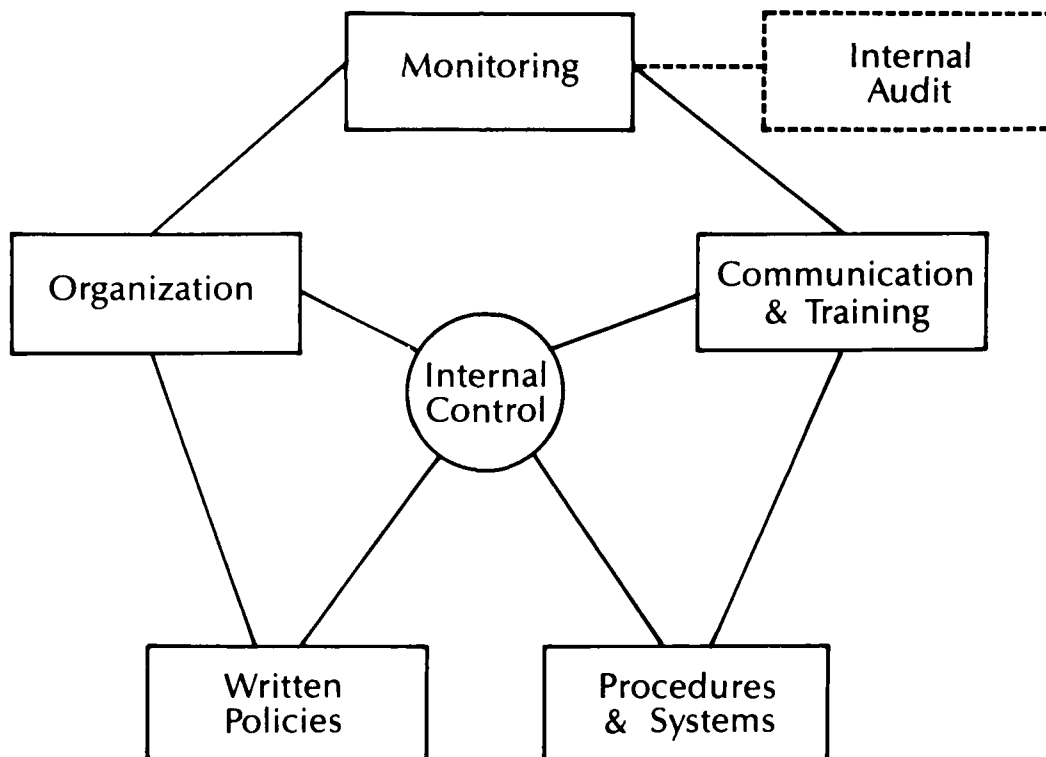 Monitoring
Internal
Audit
Organization
Communication
& Training
Internal
Control
Written
Policies
Procedures
& Systems